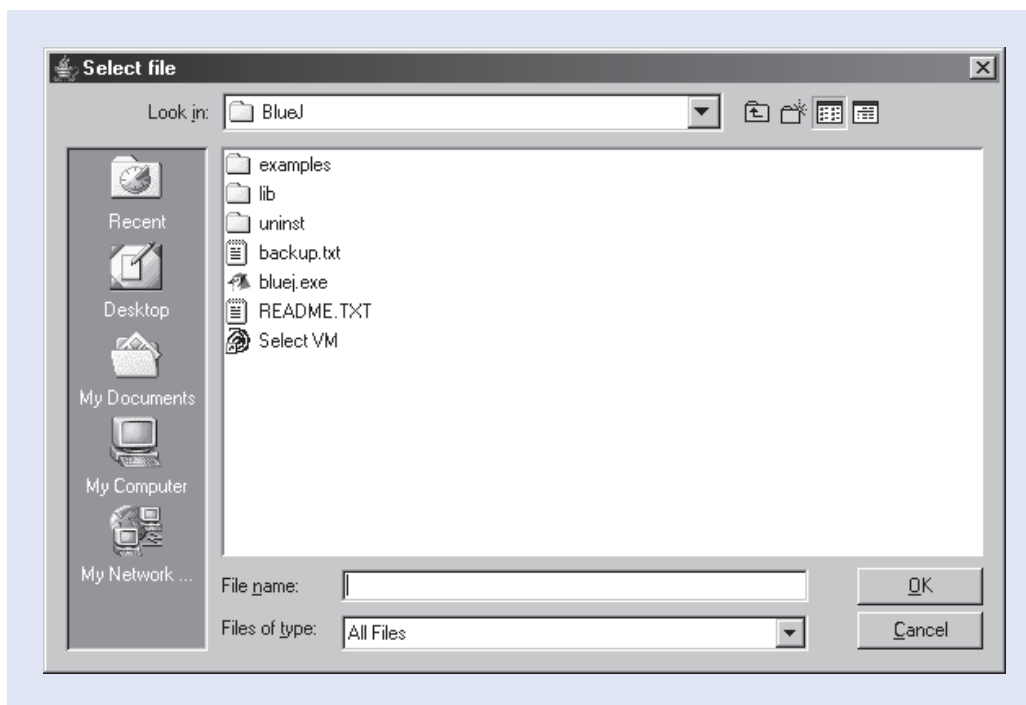 Select file
Look in: BlueJ
Recent
Desktop
My Documents
My Computer
My Network ...
examples
lib
uninst
backup.txt
bluej.exe
README.TXT
Select VM
File name:
OK
Files of type: All Files
Cancel